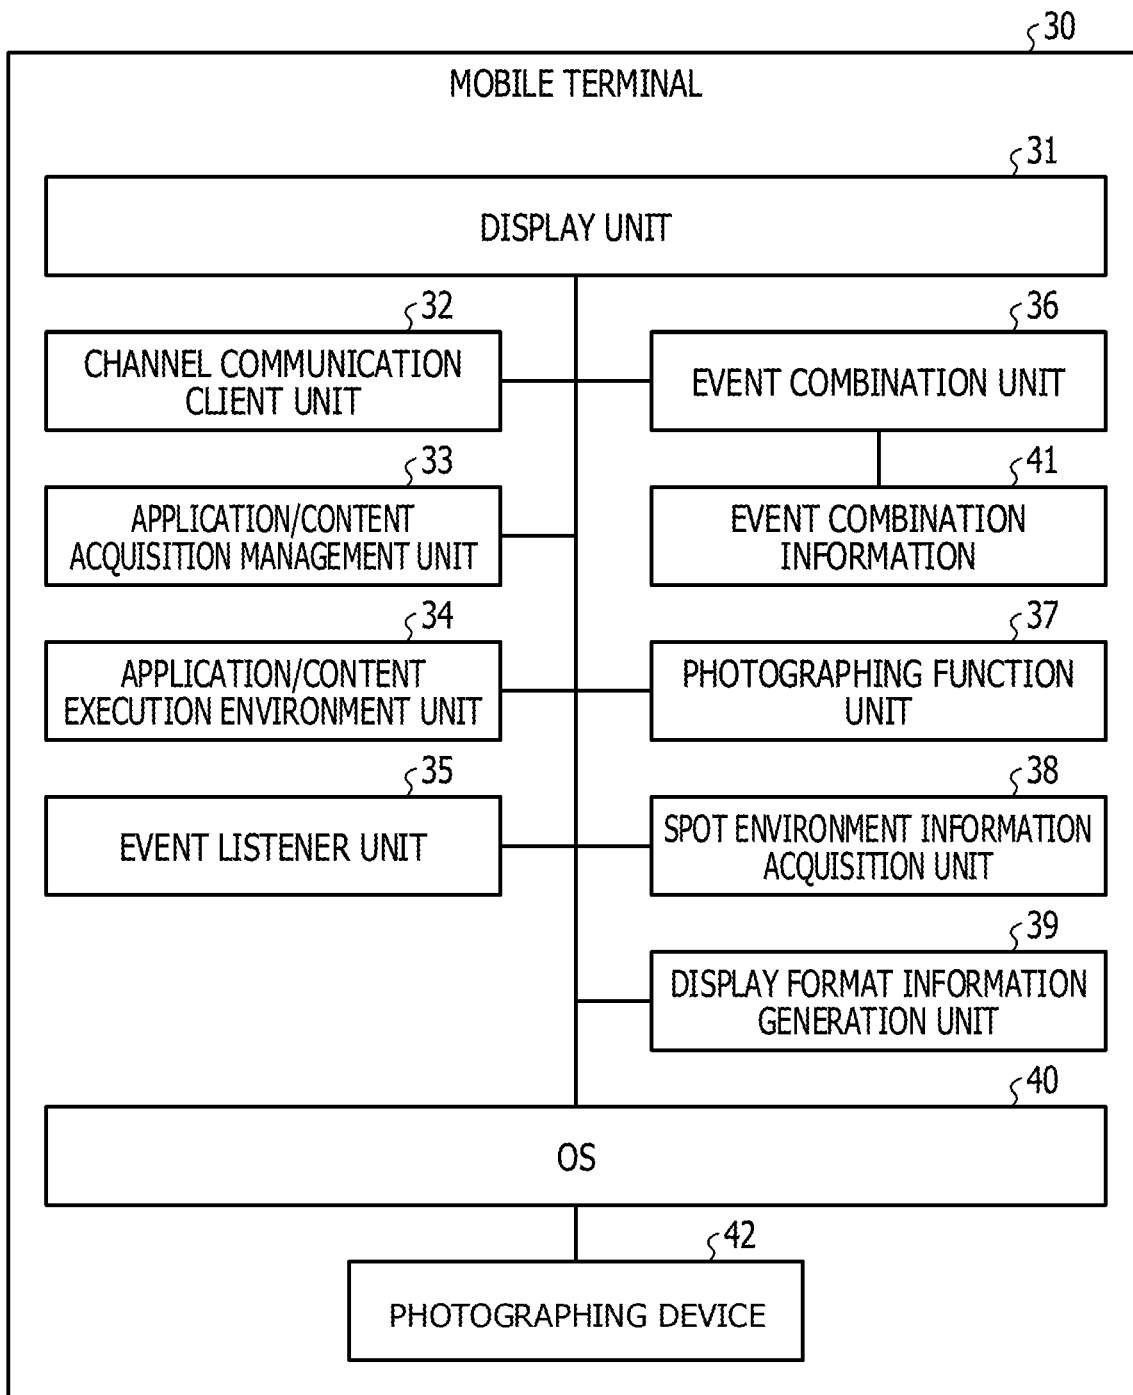 30
MOBILE TERMINAL
31
DISPLAY UNIT
32
CHANNEL COMMUNICATION
CLIENT UNIT
36
EVENT COMBINATION UNIT
33
APPLICATION/CONTENT
ACQUISITION MANAGEMENT UNIT
41
EVENT COMBINATION
INFORMATION
34
APPLICATION/CONTENT
EXECUTION ENVIRONMENT UNIT
37
PHOTOGRAPHING FUNCTION
UNIT
35
EVENT LISTENER UNIT
38
SPOT ENVIRONMENT INFORMATION
ACQUISITION UNIT
39
DISPLAY FORMAT INFORMATION
GENERATION UNIT
40
OS
42
PHOTOGRAPHING DEVICE